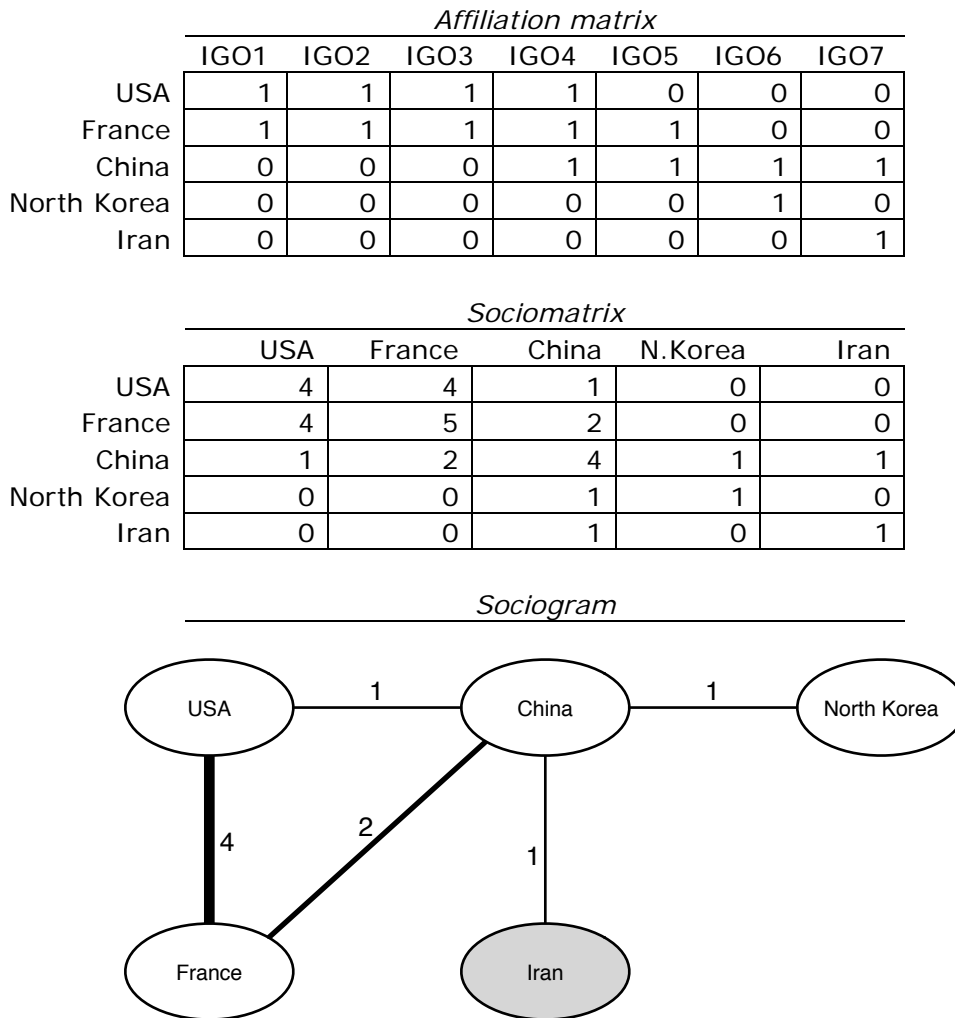 Affiliation matrix
IGO1 IGO2 IGO3 IGO4 IGO5 IGO6 IGO7
USA 1 1 1 1 0 0 0
France 1 1 1 1 1 0 0
China 0 0 0 1 1 1 1
North Korea 0 0 0 0 0 1 0
Iran 0 0 0 0 0 0 1
Sociomatrix
USA France China N.Korea Iran
USA 4 4 1 0 0
France 4 5 2 0 0
China 1 2 4 1 1
North Korea 0 0 1 1 0
Iran 0 0 1 0 1
Sociogram
USA 1 China 1 North Korea
4 2 1
France Iran